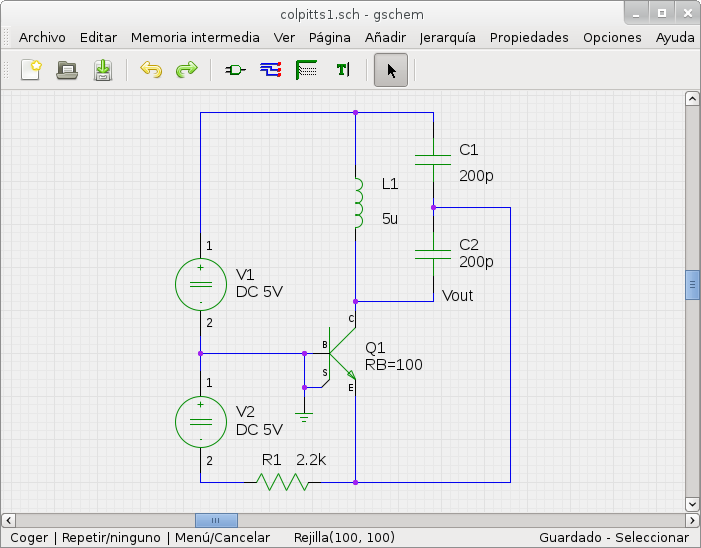 colpitts1.sch - gschem
Archivo Editar Memoria intermedia Ver Página Añadir Jerarquía Propiedades Opciones Ayuda
T
C1
200p
L1
5u
C2
200p
1
V1
DC 5V
Vout
2
C
B
Q1
RB=100
S
E
1
V2
DC 5V
2
R1 2.2k
Coger | Repetir/ninguno | Menú/Cancelar Rejilla(100, 100) Guardado - Seleccionar